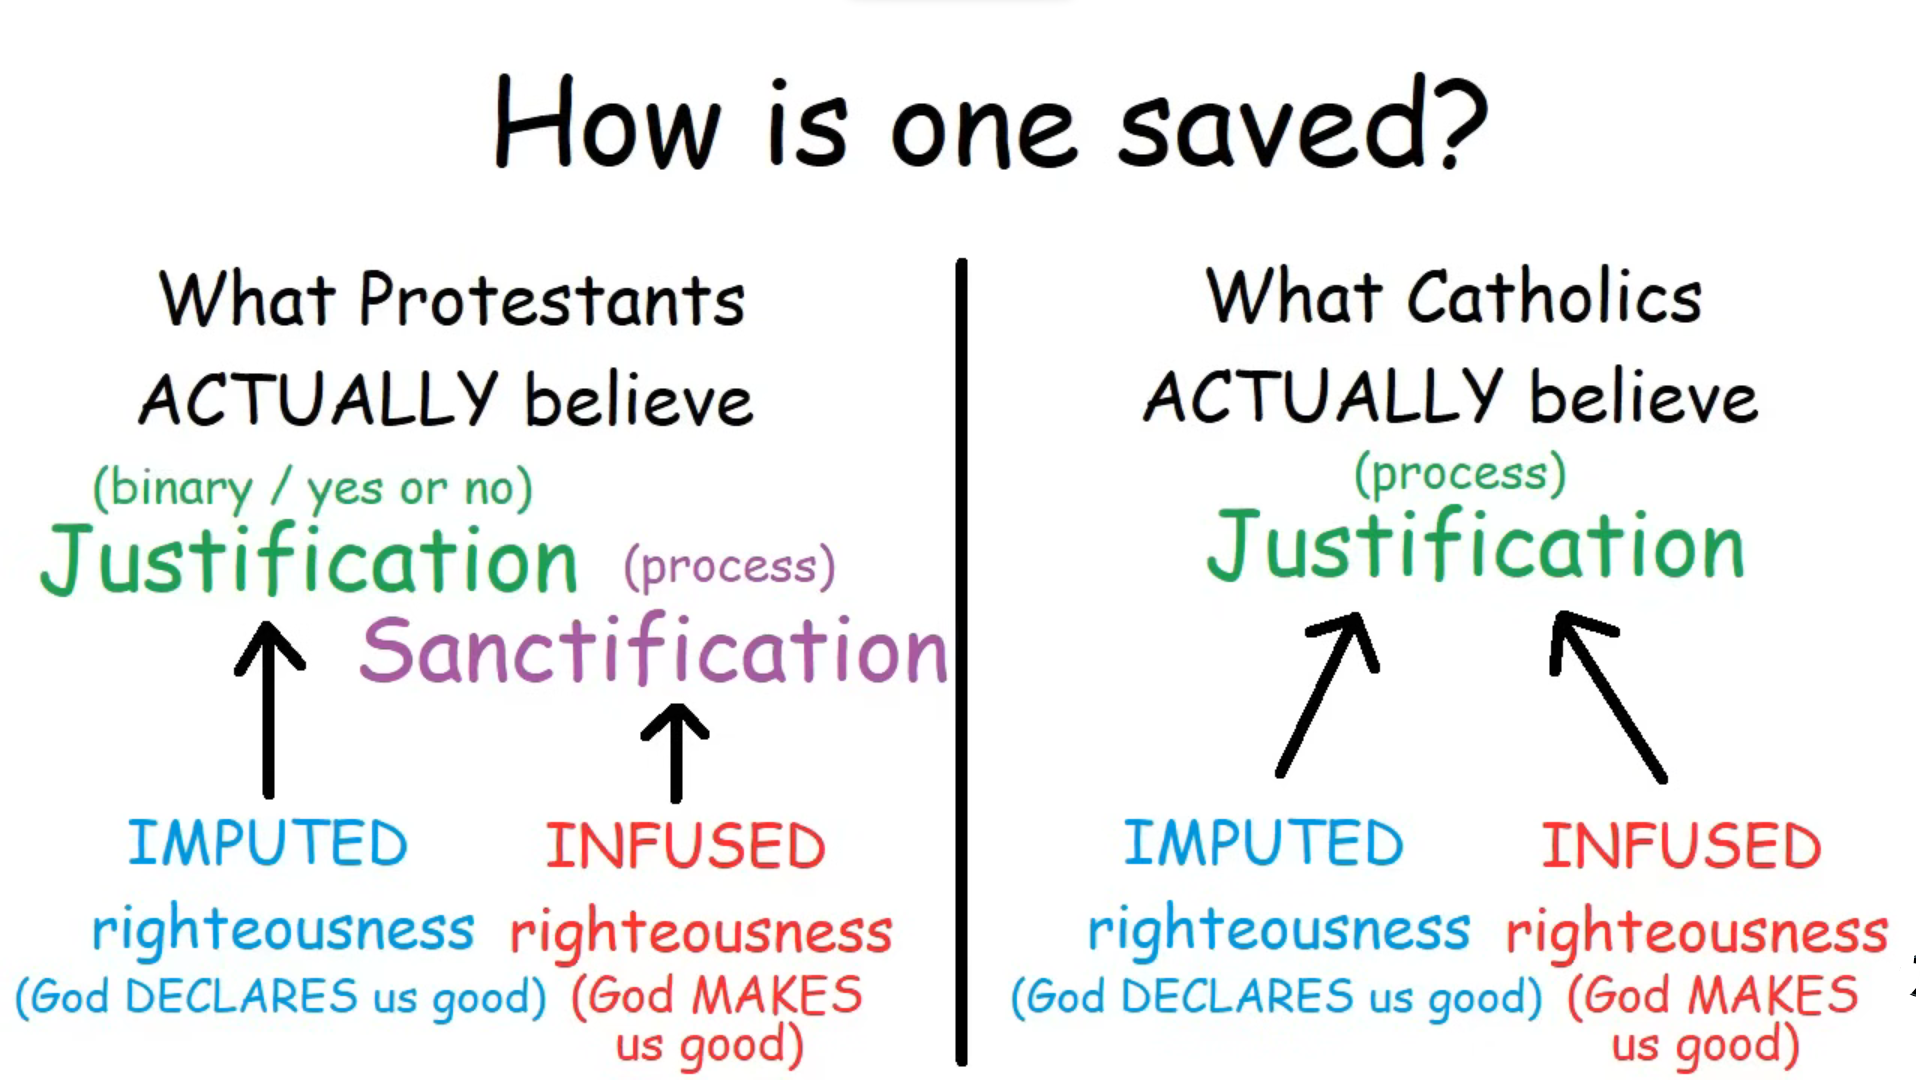 How is one saved?
What Protestants
ACTUALLY believe
(binary / yes or no)
Justification
(process)
Sanctification
IMPUTED
righteousness
(God DECLARES us good)
INFUSED
righteousness
(God MAKES
us good)
What Catholics
ACTUALLY believe
(process)
Justification
IMPUTED
righteousness
(God DECLARES us good)
INFUSED
righteousness
(God MAKES
us good)